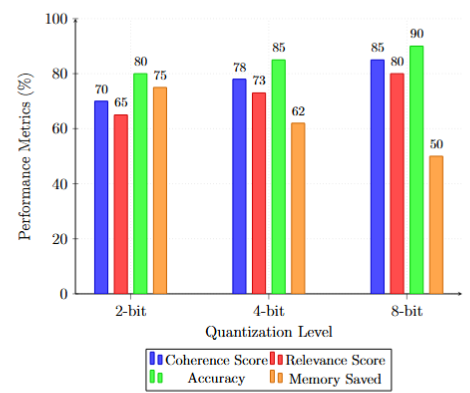 100
80
60
40
20
0
Performance Metrics (%)
70
65
80
75
78
73
85
62
85
80
90
50
2-bit
4-bit
8-bit
Quantization Level
Coherence Score Relevance Score
Accuracy Memory Saved